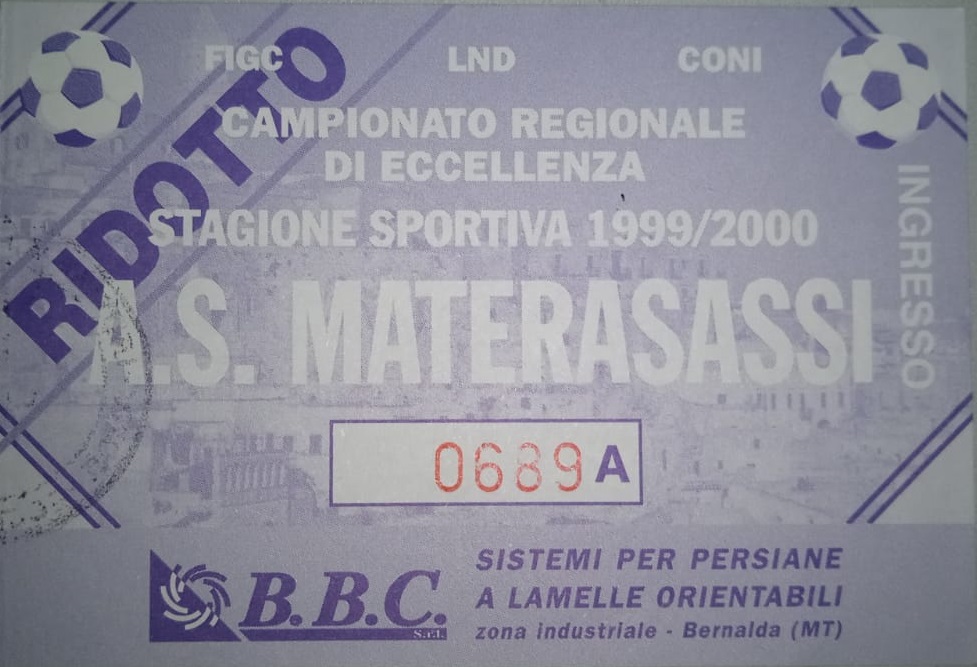 FIGC LND CONI
RIDOTTO
CAMPIONATO REGIONALE
DI ECCELLENZA
STAGIONE SPORTIVA 1999/2000
A.S. MATERASASSI
INGRESSO
0689 A
B.B.C. S.r.l.
SISTEMI PER PERSIANE
A LAMELLE ORIENTABILI
zona industriale - Bernalda (MT)